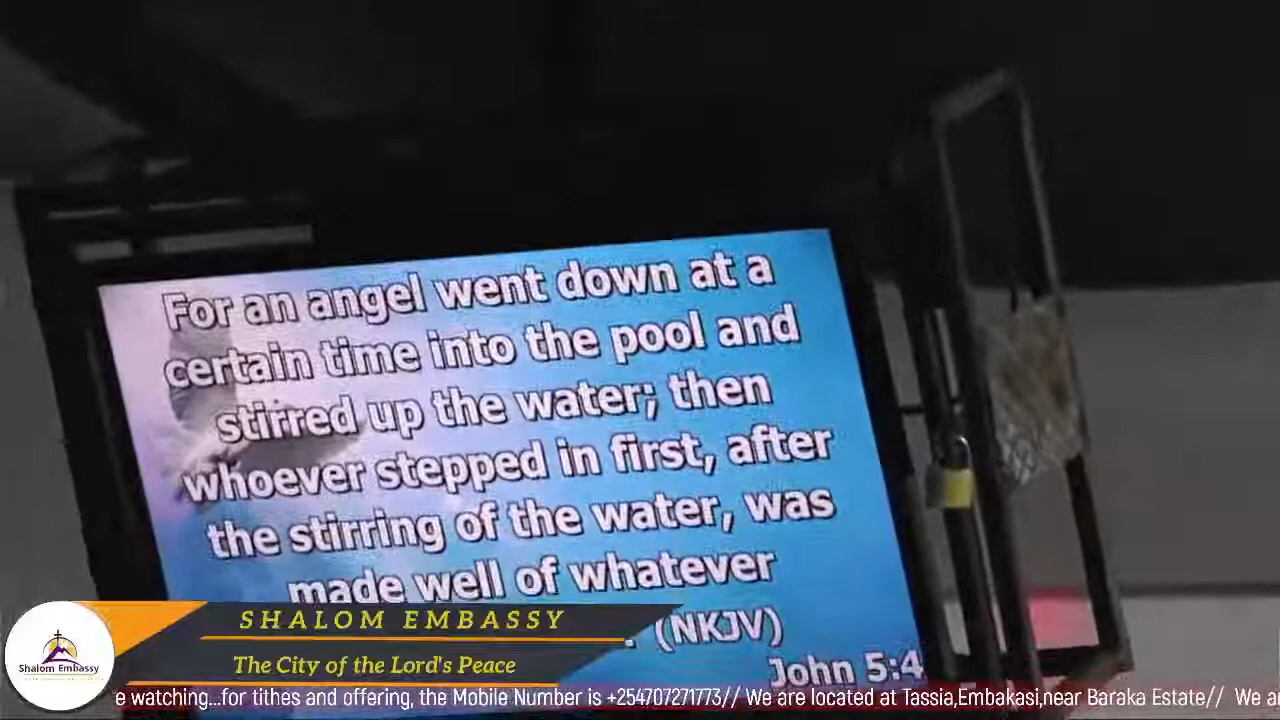 For an angel went down at a
certain time into the pool and
stirred up the water; then
whoever stepped in first, after
the stirring of the water, was
made well of whatever
. (NKJV)
John 5:4
SHALOM EMBASSY
The City of the Lord's Peace
Shalom Embassy
e watching...for tithes and offering, the Mobile Number is +254707271773// We are located at Tassia,Embakasi,near Baraka Estate// We a